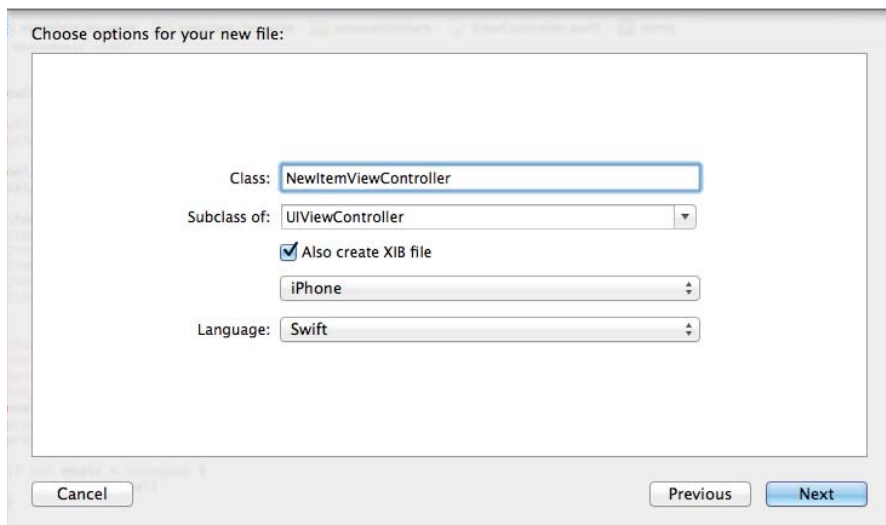 Choose options for your new file:
Class: NewItemViewController
Subclass of: UIViewController
Also create XIB file
iPhone
Language: Swift
Cancel Previous Next